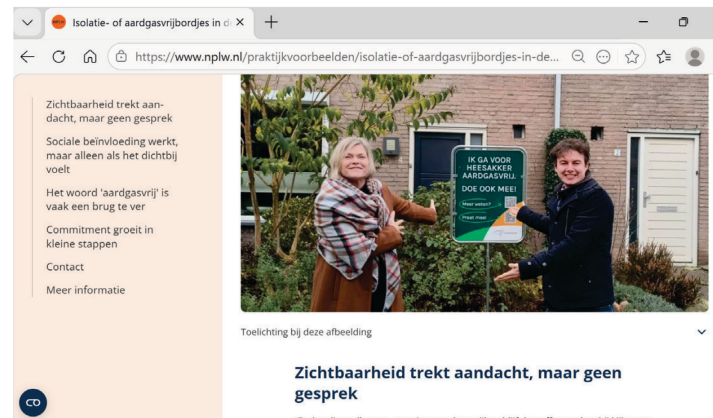 Isolatie- of aardgasvrijbordjes in d
https://www.nplw.nl/praktijkvoorbeelden/isolatie-of-aardgasvrijbordjes-in-de...
Zichtbaarheid trekt aan-
dacht, maar geen gesprek
Sociale beïnvloeding werkt,
maar alleen als het dichtbij
voelt
Het woord 'aardgasvrij' is
vaak een brug te ver
Commitment groeit in
kleine stappen
Contact
Meer informatie
IK GA VOOR
HEESAKKER
AARDGASVRIJ.
DOE OOK MEE!
Meer weten?
Praat mee!
Toelichting bij deze afbeelding
Zichtbaarheid trekt aandacht, maar geen
gesprek